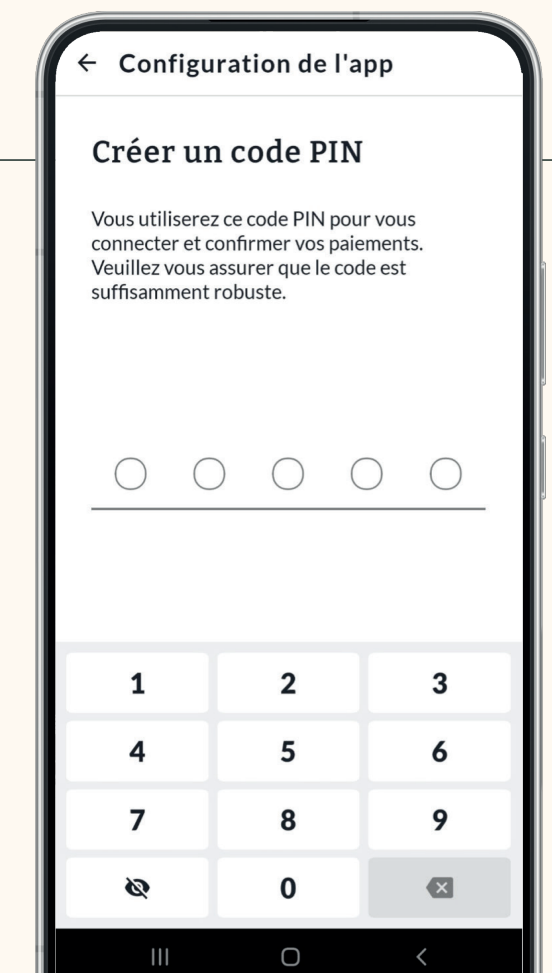 Configuration de l'app
Créer un code PIN
Vous utiliserez ce code PIN pour vous
connecter et confirmer vos paiements.
Veuillez vous assurer que le code est
suffisamment robuste.
1 2 3
4 5 6
7 8 9
0